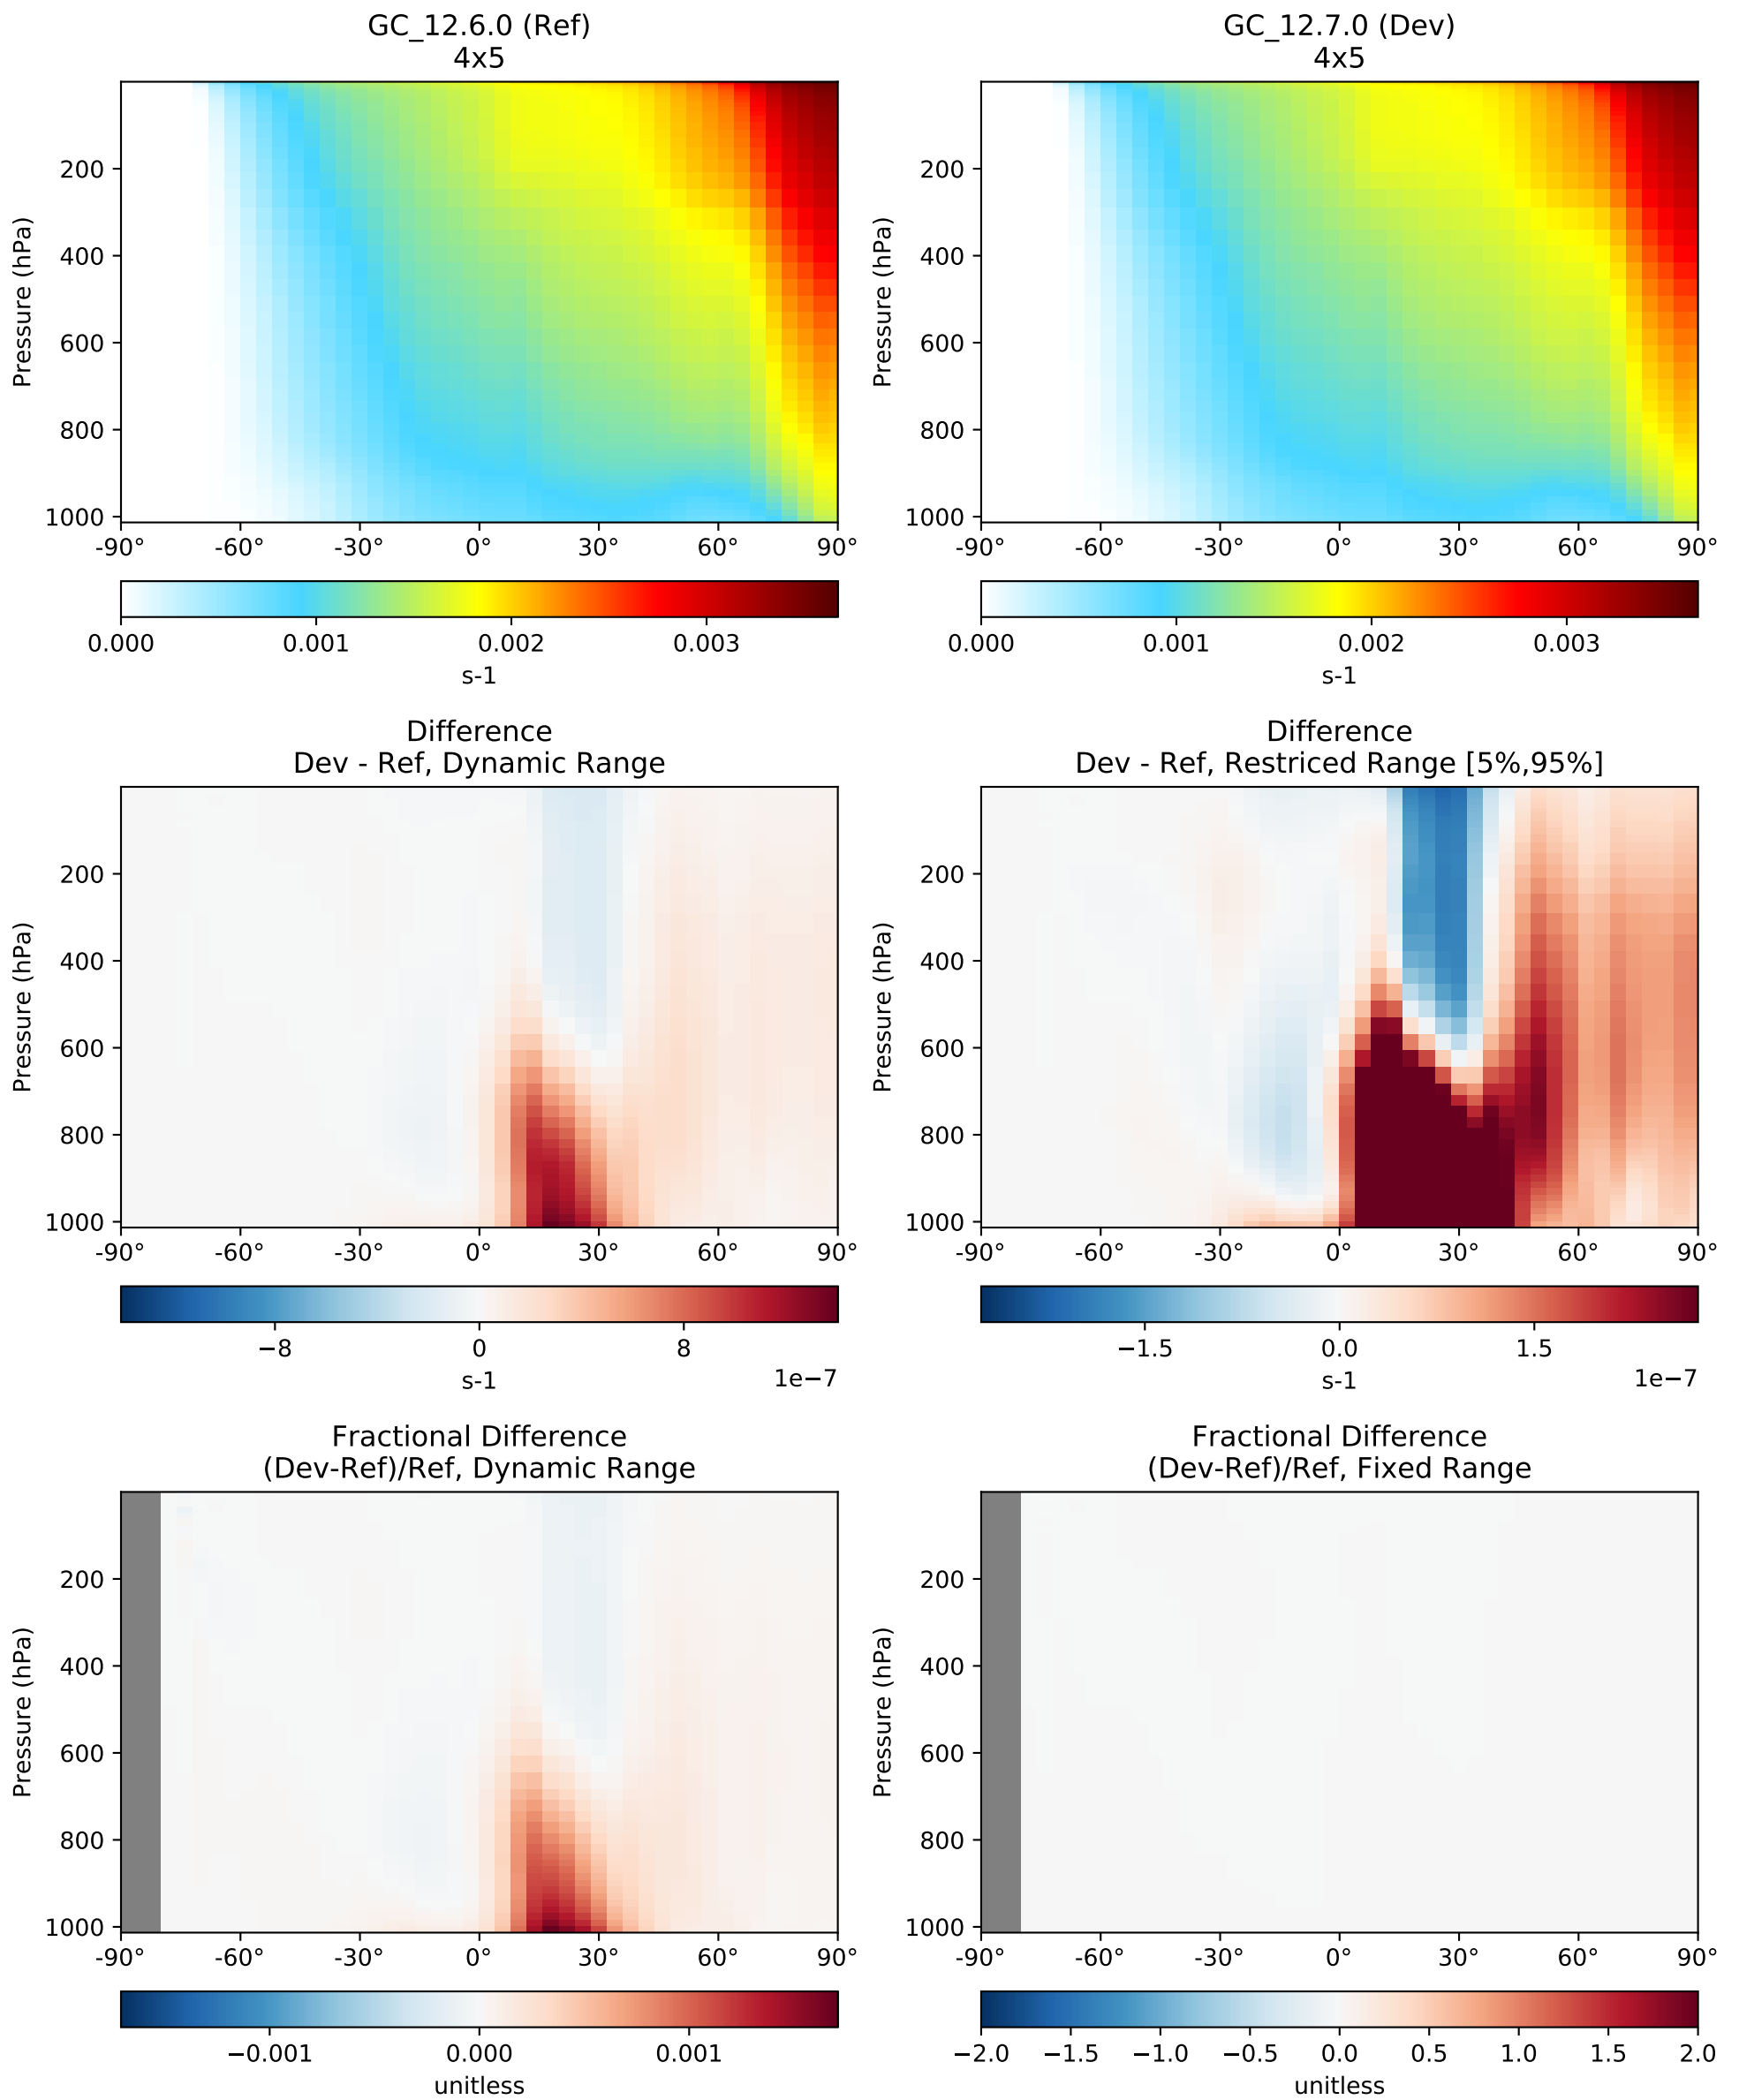 GC_12.6.0 (Ref)
4x5
Pressure (hPa)
200
400
600
800
1000
-90° -60° -30° 0° 30° 60° 90°
0.000 0.001 0.002 0.003
s-1
GC_12.7.0 (Dev)
4x5
Pressure (hPa)
200
400
600
800
1000
-90° -60° -30° 0° 30° 60° 90°
0.000 0.001 0.002 0.003
s-1
Difference
Dev - Ref, Dynamic Range
Pressure (hPa)
200
400
600
800
1000
-90° -60° -30° 0° 30° 60° 90°
−8 0 8
s-1 1e−7
Difference
Dev - Ref, Restriced Range [5%,95%]
Pressure (hPa)
200
400
600
800
1000
-90° -60° -30° 0° 30° 60° 90°
−1.5 0.0 1.5
s-1 1e−7
Fractional Difference
(Dev-Ref)/Ref, Dynamic Range
Pressure (hPa)
200
400
600
800
1000
-90° -60° -30° 0° 30° 60° 90°
−0.001 0.000 0.001
unitless
Fractional Difference
(Dev-Ref)/Ref, Fixed Range
Pressure (hPa)
200
400
600
800
1000
-90° -60° -30° 0° 30° 60° 90°
−2.0 −1.5 −1.0 −0.5 0.0 0.5 1.0 1.5 2.0
unitless